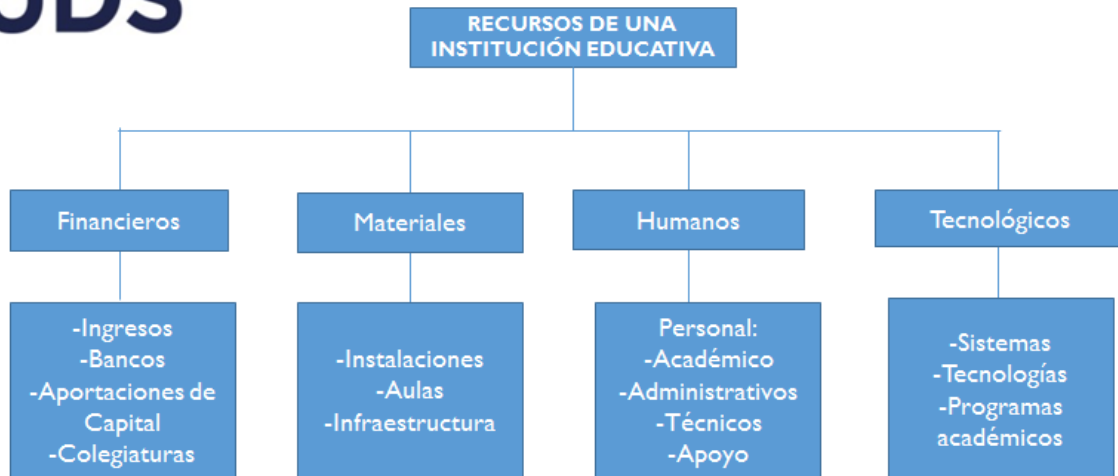 UDS
RECURSOS DE UNA
INSTITUCIÓN EDUCATIVA
Financieros
Materiales
Humanos
Tecnológicos
-Ingresos
-Bancos
-Aportaciones de
Capital
-Colegiaturas
-Instalaciones
-Aulas
-Infraestructura
Personal:
-Académico
-Administrativos
-Técnicos
-Apoyo
-Sistemas
-Tecnologías
-Programas
académicos